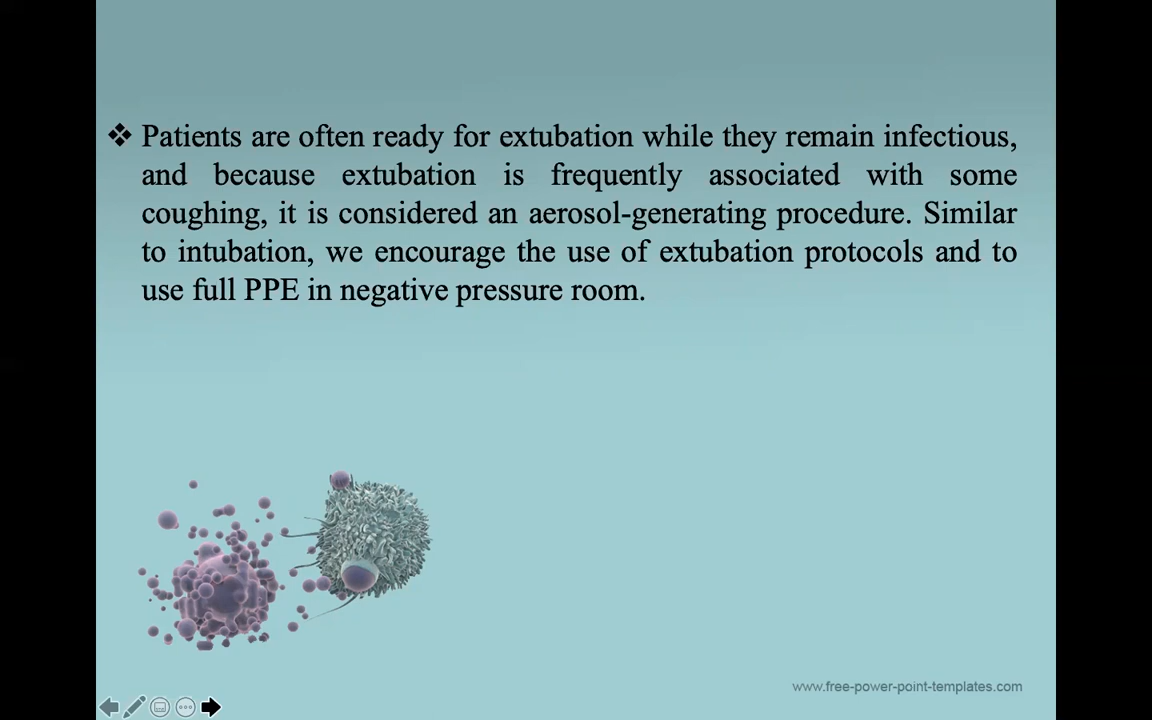 ❖ Patients are often ready for extubation while they remain infectious,
and because extubation is frequently associated with some
coughing, it is considered an aerosol-generating procedure. Similar
to intubation, we encourage the use of extubation protocols and to
use full PPE in negative pressure room.
www.free-power-point-templates.com